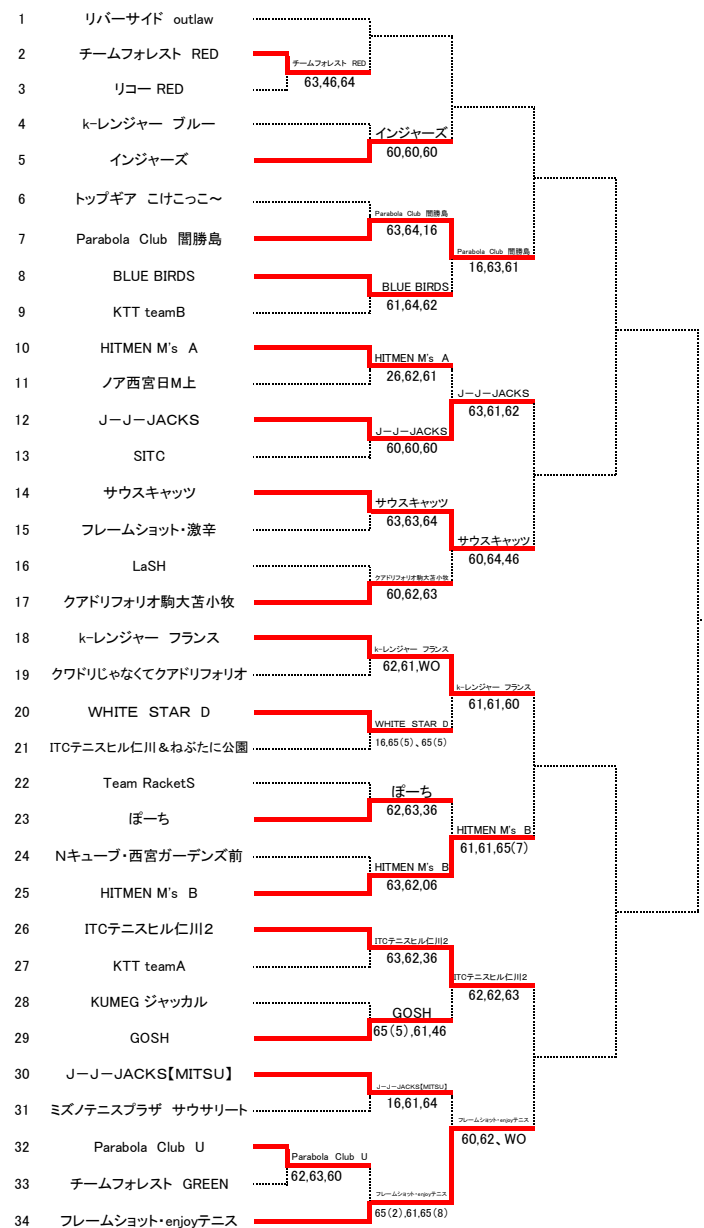 1 リバーサイド outlaw
2 チームフォレスト RED
チームフォレスト RED
63,46,64
3 リコー RED
4 k-レンジャー ブルー
インジャーズ
60,60,60
5 インジャーズ
6 トップギア こけこっこ～
Parabola Club 闇勝島
63,64,16
7 Parabola Club 闇勝島
Parabola Club 闇勝島
16,63,61
8 BLUE BIRDS
BLUE BIRDS
61,64,62
9 KTT teamB
10 HITMEN M's A
HITMEN M's A
26,62,61
11 ノア西宮日M上
J－J－JACKS
63,61,62
12 J－J－JACKS
J－J－JACKS
60,60,60
13 SITC
14 サウスキャッツ
サウスキャッツ
63,63,64
15 フレームショット・激辛
サウスキャッツ
60,64,46
16 LaSH
クアドリフォリオ駒大苫小牧
60,62,63
17 クアドリフォリオ駒大苫小牧
18 k-レンジャー フランス
k-レンジャー フランス
62,61,WO
19 クワドリじゃなくてクアドリフォリオ
k-レンジャー フランス
61,61,60
20 WHITE STAR D
WHITE STAR D
16,65(5)、65(5)
21 ITCテニスヒル仁川＆ねぶたに公園
22 Team RacketS
ぽーち
62,63,36
23 ぽーち
HITMEN M's B
61,61,65(7)
24 Nキューブ・西宮ガーデンズ前
HITMEN M's B
63,62,06
25 HITMEN M's B
26 ITCテニスヒル仁川２
ITCテニスヒル仁川２
63,62,36
27 KTT teamA
ITCテニスヒル仁川２
62,62,63
28 KUMEG ジャッカル
GOSH
65(5),61,46
29 GOSH
30 J－J－JACKS【MITSU】
J－J－JACKS【MITSU】
16,61,64
31 ミズノテニスプラザ サウサリート
フレームショット・enjoyテニス
60,62、WO
32 Parabola Club U
Parabola Club U
62,63,60
33 チームフォレスト GREEN
フレームショット・enjoyテニス
65(2),61,65(8)
34 フレームショット・enjoyテニス